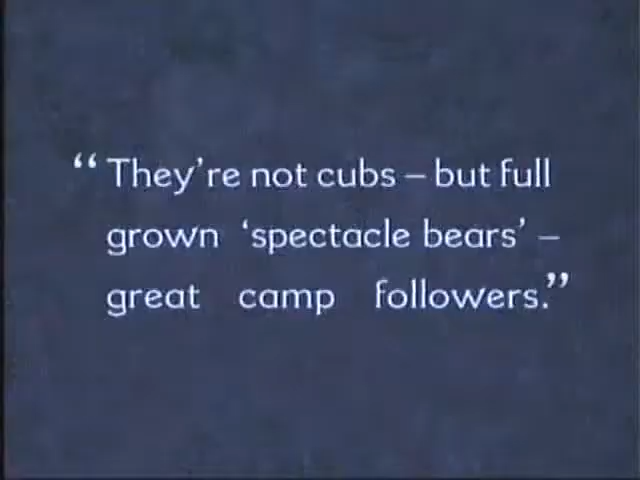 “They’re not cubs – but full
grown ‘spectacle bears’ –
great camp followers.”